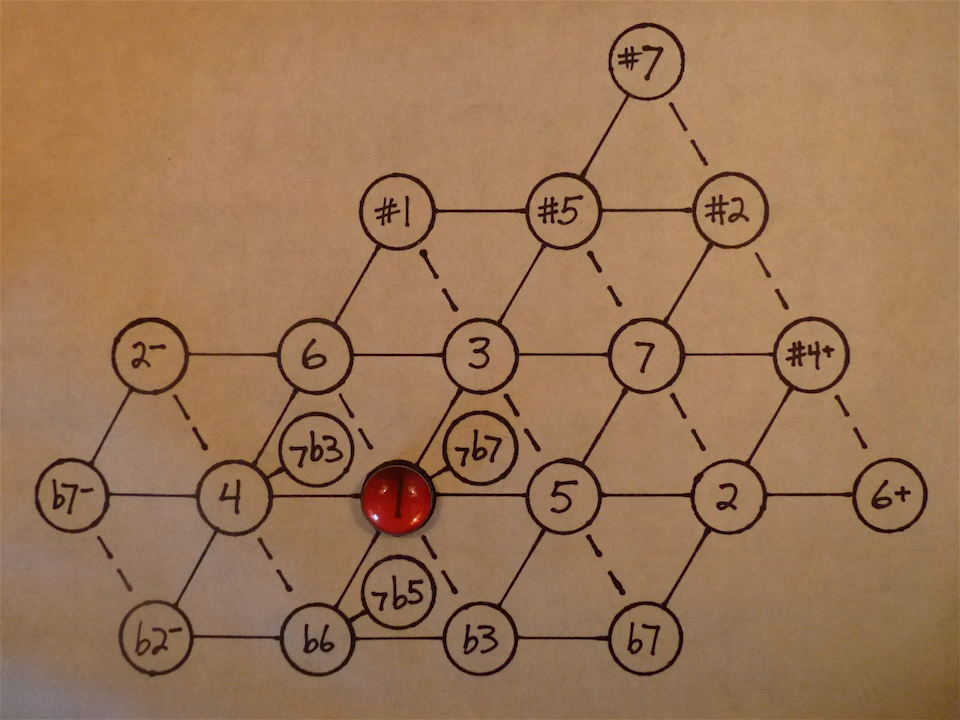 #7
#1 #5 #2
2- 6 3 7 #4+
7b3 7b7
b7- 4 1 5 2 6+
7b5
b2- b6 b3 b7